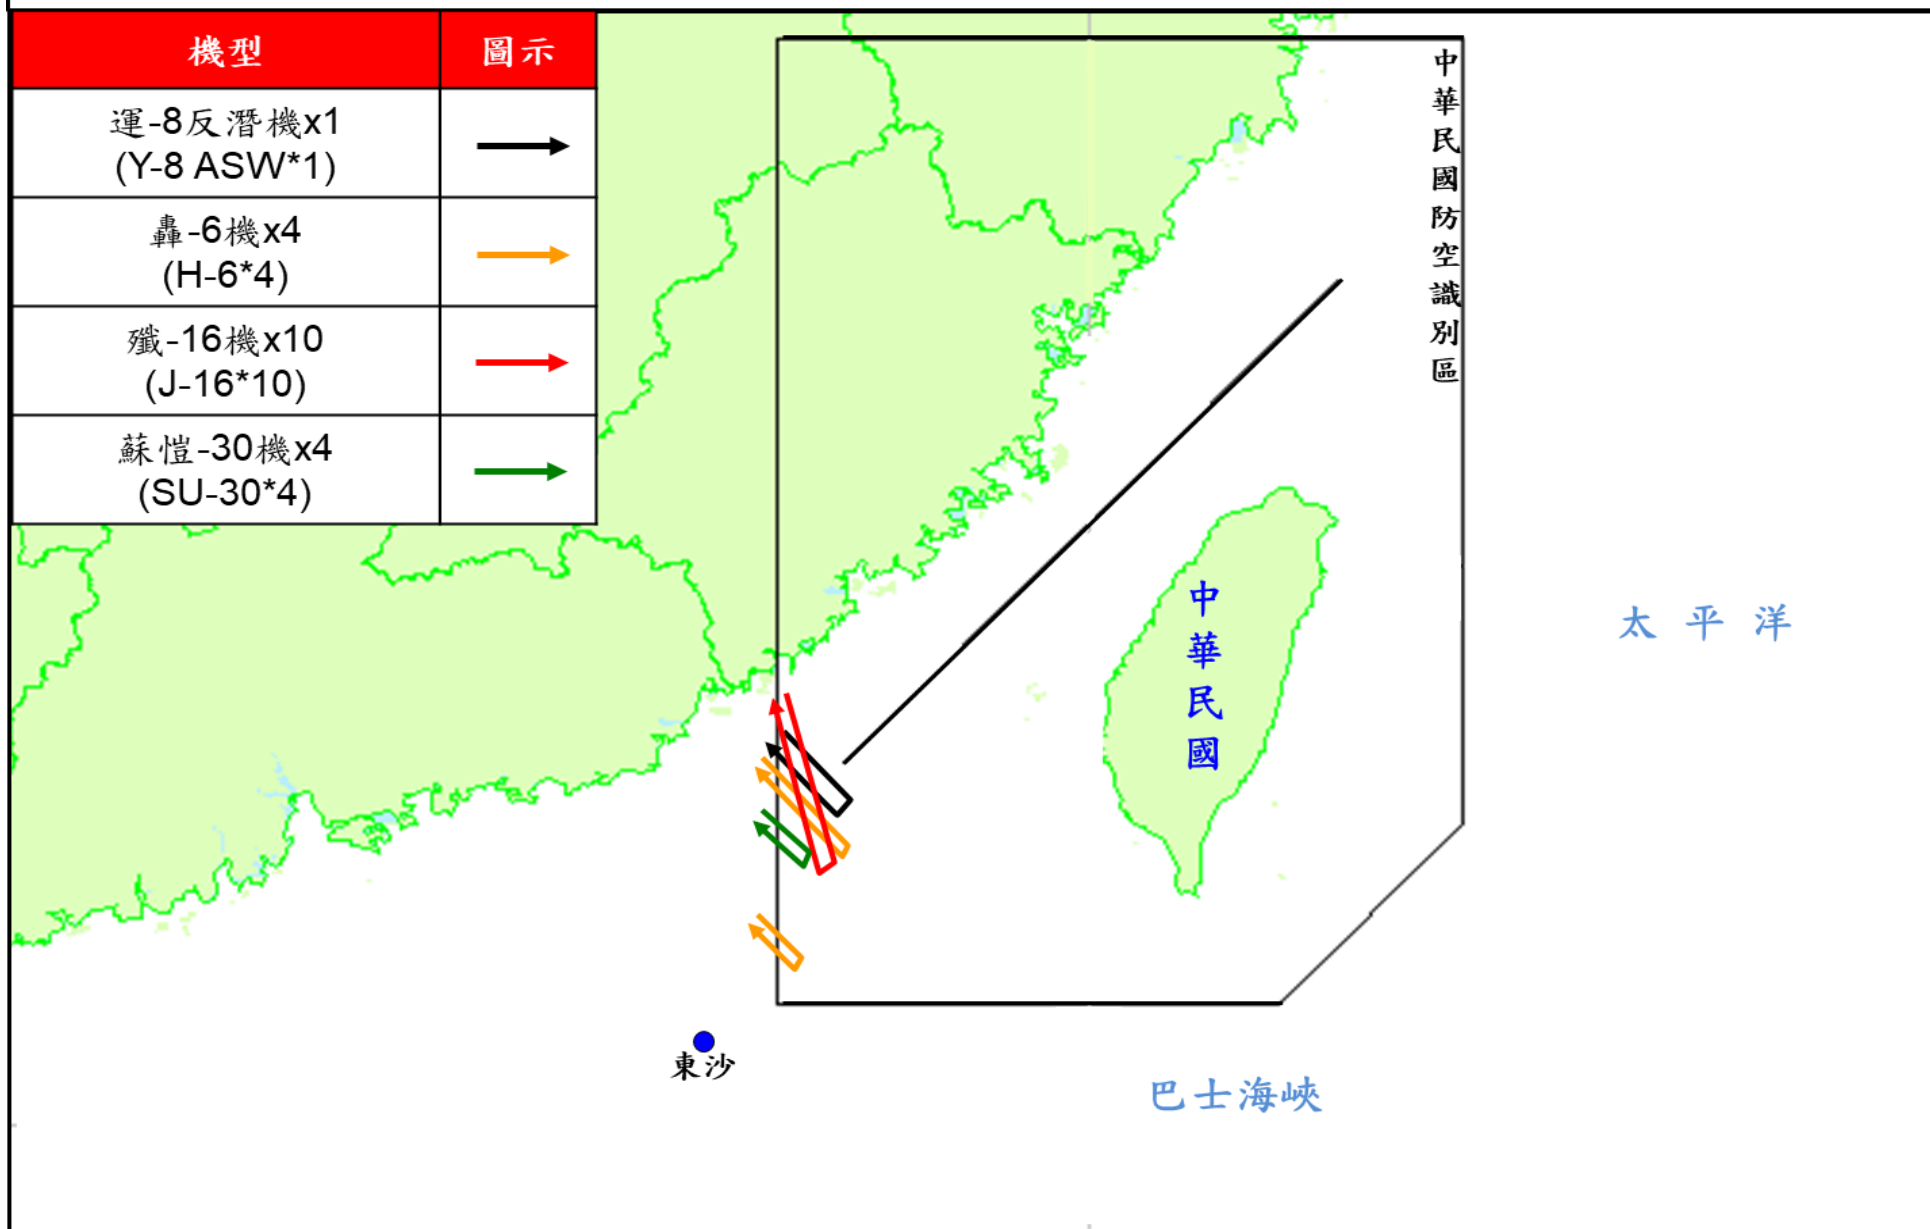 機型 圖示
運-8反潛機x1
(Y-8 ASW*1)
轟-6機x4
(H-6*4)
殲-16機x10
(J-16*10)
蘇愷-30機x4
(SU-30*4)
中華民國防空識別區
中華民國
太平洋
東沙
巴士海峽